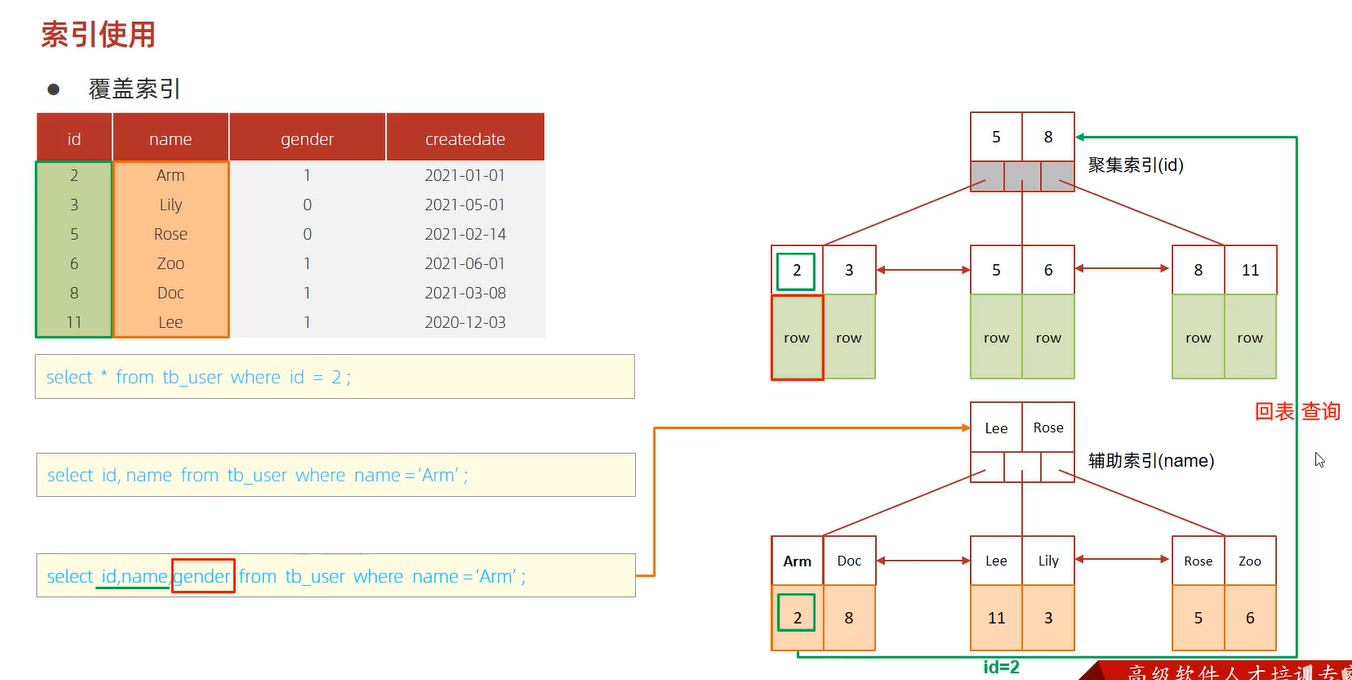 索引使用
● 覆盖索引
id name gender createdate
2 Arm 1 2021-01-01
3 Lily 0 2021-05-01
5 Rose 0 2021-02-14
6 Zoo 1 2021-06-01
8 Doc 1 2021-03-08
11 Lee 1 2020-12-03
select * from tb_user where id = 2 ;
select id, name from tb_user where name = 'Arm' ;
select id,name,gender from tb_user where name = 'Arm' ;
5 8
聚集索引(id)
2 3 5 6 8 11
row row row row row row
回表 查询
Lee Rose
辅助索引(name)
Arm Doc Lee Lily Rose Zoo
2 8 11 3 5 6
id=2
高级软件人才培训专家